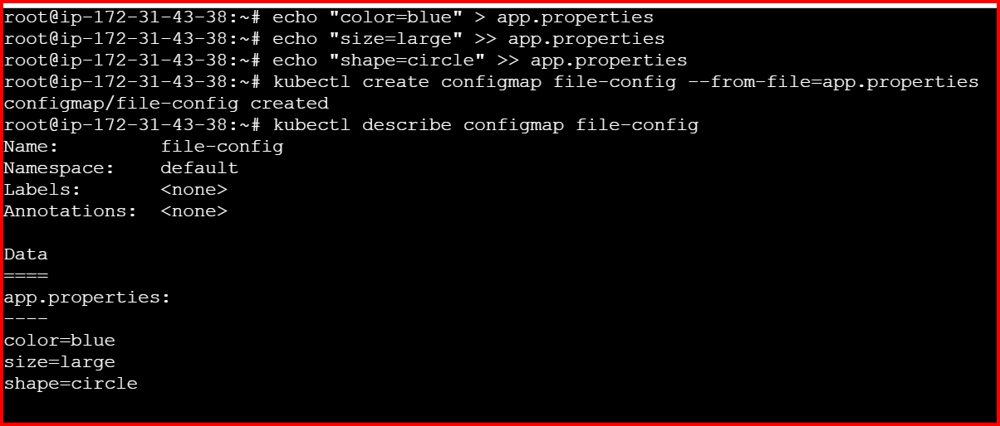 root@ip-172-31-43-38:~# echo "color=blue" > app.properties
root@ip-172-31-43-38:~# echo "size=large" >> app.properties
root@ip-172-31-43-38:~# echo "shape=circle" >> app.properties
root@ip-172-31-43-38:~# kubectl create configmap file-config --from-file=app.properties
configmap/file-config created
root@ip-172-31-43-38:~# kubectl describe configmap file-config
Name:         file-config
Namespace:    default
Labels:       <none>
Annotations:  <none>

Data
====
app.properties:
----
color=blue
size=large
shape=circle